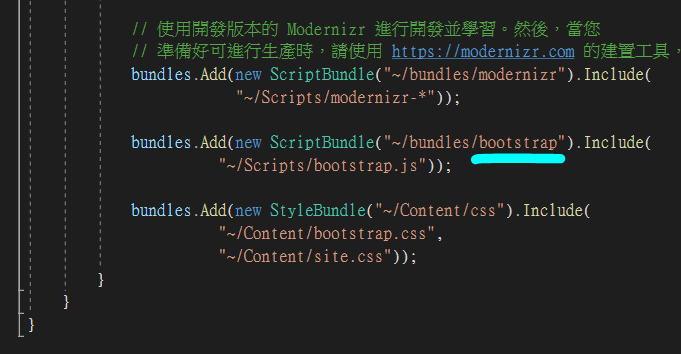 // 使用開發版本的 Modernizr 進行開發並學習。然後，當您
// 準備好可進行生產時，請使用 https://modernizr.com 的建置工具，
bundles.Add(new ScriptBundle("~/bundles/modernizr").Include(
"~/Scripts/modernizr-*"));
bundles.Add(new ScriptBundle("~/bundles/bootstrap").Include(
"~/Scripts/bootstrap.js"));
bundles.Add(new StyleBundle("~/Content/css").Include(
"~/Content/bootstrap.css",
"~/Content/site.css"));
}
}
}